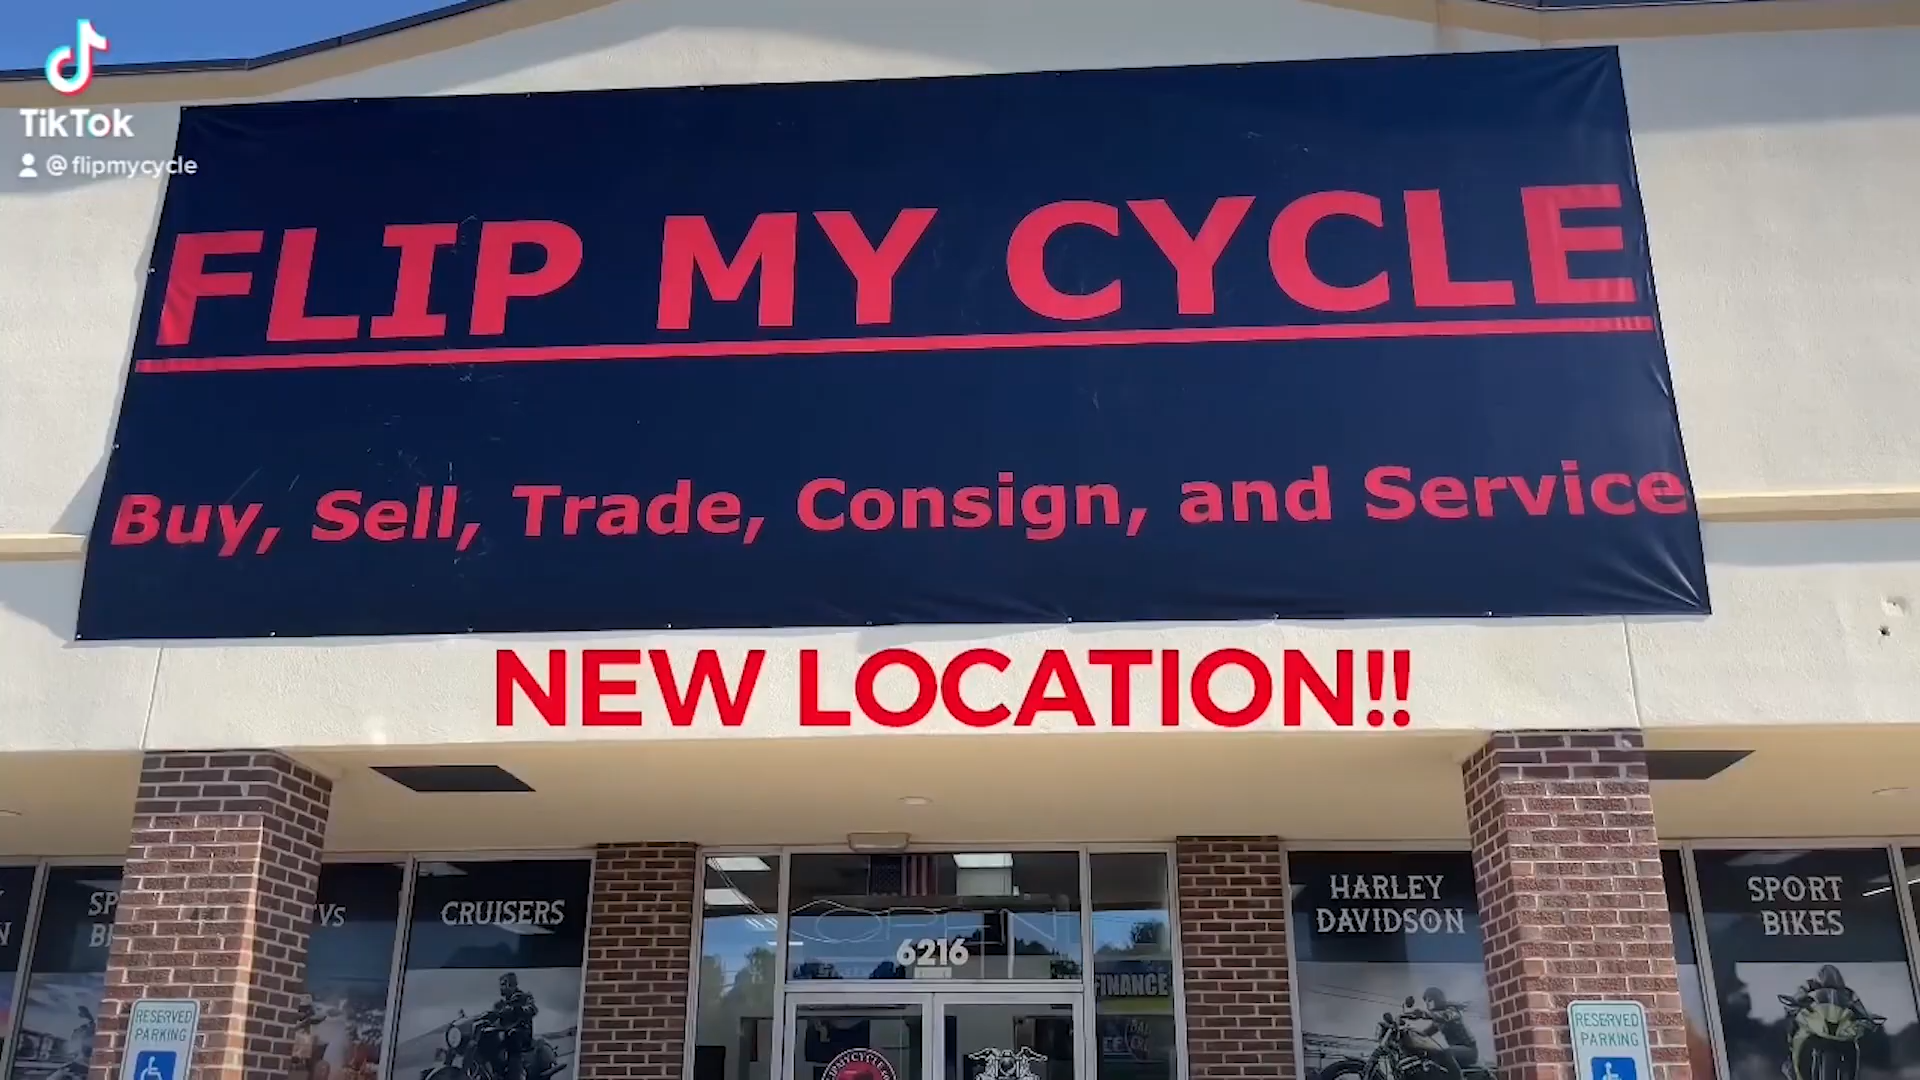 TikTok
@flipmycycle
FLIP MY CYCLE
Buy, Sell, Trade, Consign, and Service
NEW LOCATION!!
CRUISERS
OPEN
6216
FINANCE
HARLEY
DAVIDSON
SPORT
BIKES
RESERVED
PARKING
RESERVED
PARKING